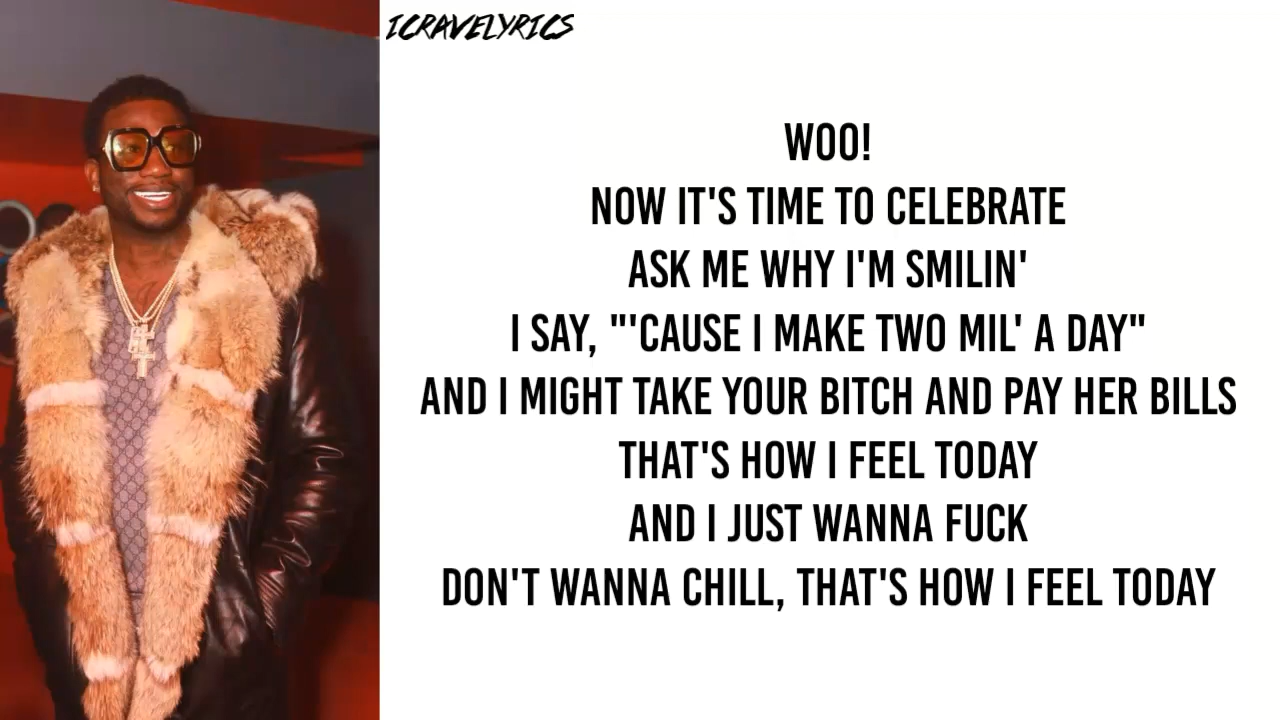 ICRAVELYRICS
WOO!
NOW IT'S TIME TO CELEBRATE
ASK ME WHY I'M SMILIN'
I SAY, "'CAUSE I MAKE TWO MIL' A DAY"
AND I MIGHT TAKE YOUR BITCH AND PAY HER BILLS
THAT'S HOW I FEEL TODAY
AND I JUST WANNA FUCK
DON'T WANNA CHILL, THAT'S HOW I FEEL TODAY